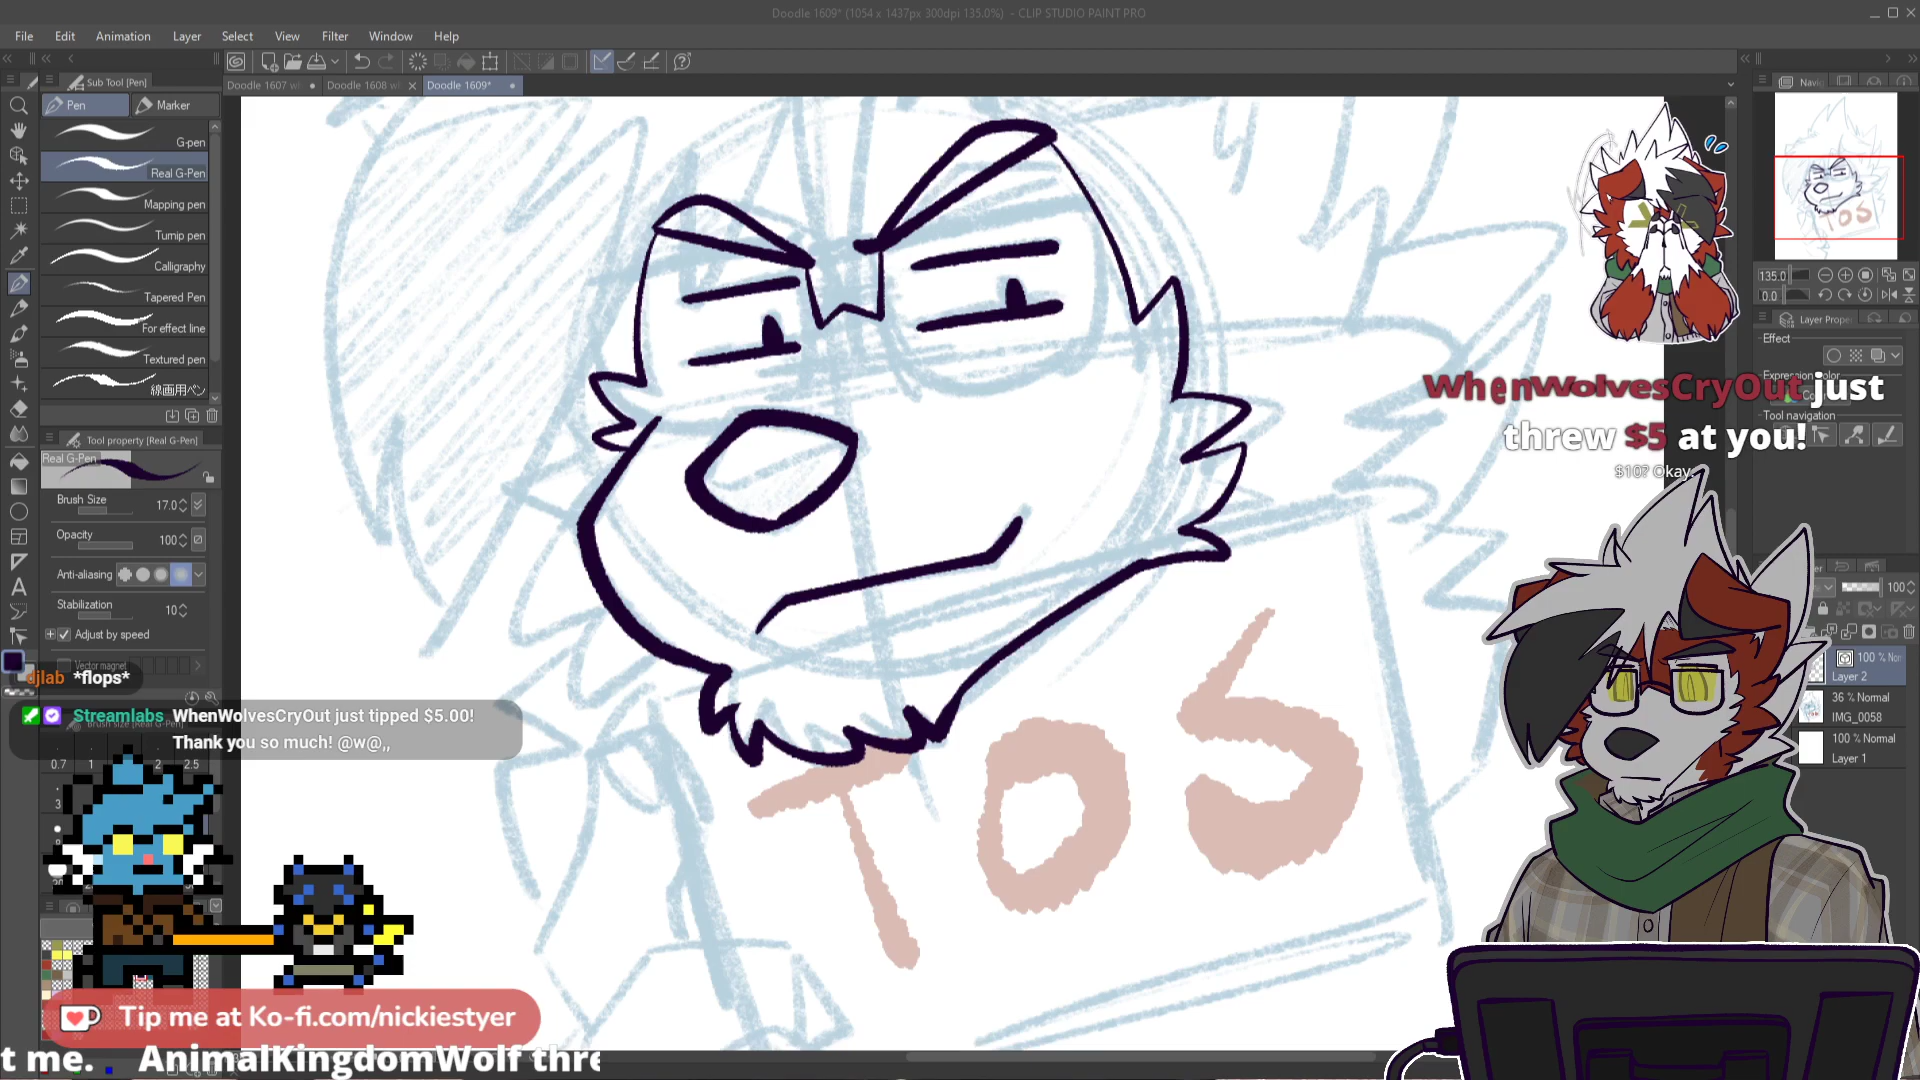 Doodle 1609* (1054 x 1437px 300dpi 135.0%) - CLIP STUDIO PAINT PRO
File Edit Animation Layer Select View Filter Window Help
Sub Tool [Pen]
Doodle 1607 Doodle 1608 Doodle 1609*
Pen Marker
G-pen
Real G-Pen
Mapping pen
Turnip pen
Calligraphy
Tapered Pen
For effect line
Textured pen
線画用ペン
Tool property [Real G-Pen]
Real G-Pen
Brush Size 17.0
Opacity 100
Anti-aliasing
Stabilization 10
Adjust by speed
Vector magnet
djlab *flops*
Streamlabs WhenWolvesCryOut just tipped $5.00!
Thank you so much! @w@,,
0.7 1 2 2.5
3
Tip me at Ko-fi.com/nickiestyer
t me. AnimalKingdomWolf thre
TOS
135.0
0.0
Layer Prope
Effect
Tool navigation
WhenWolvesCryOut just
threw $5 at you!
$10? Okay.
100
100 % Nor
Layer 2
36 % Normal
IMG_0058
100 % Normal
Layer 1